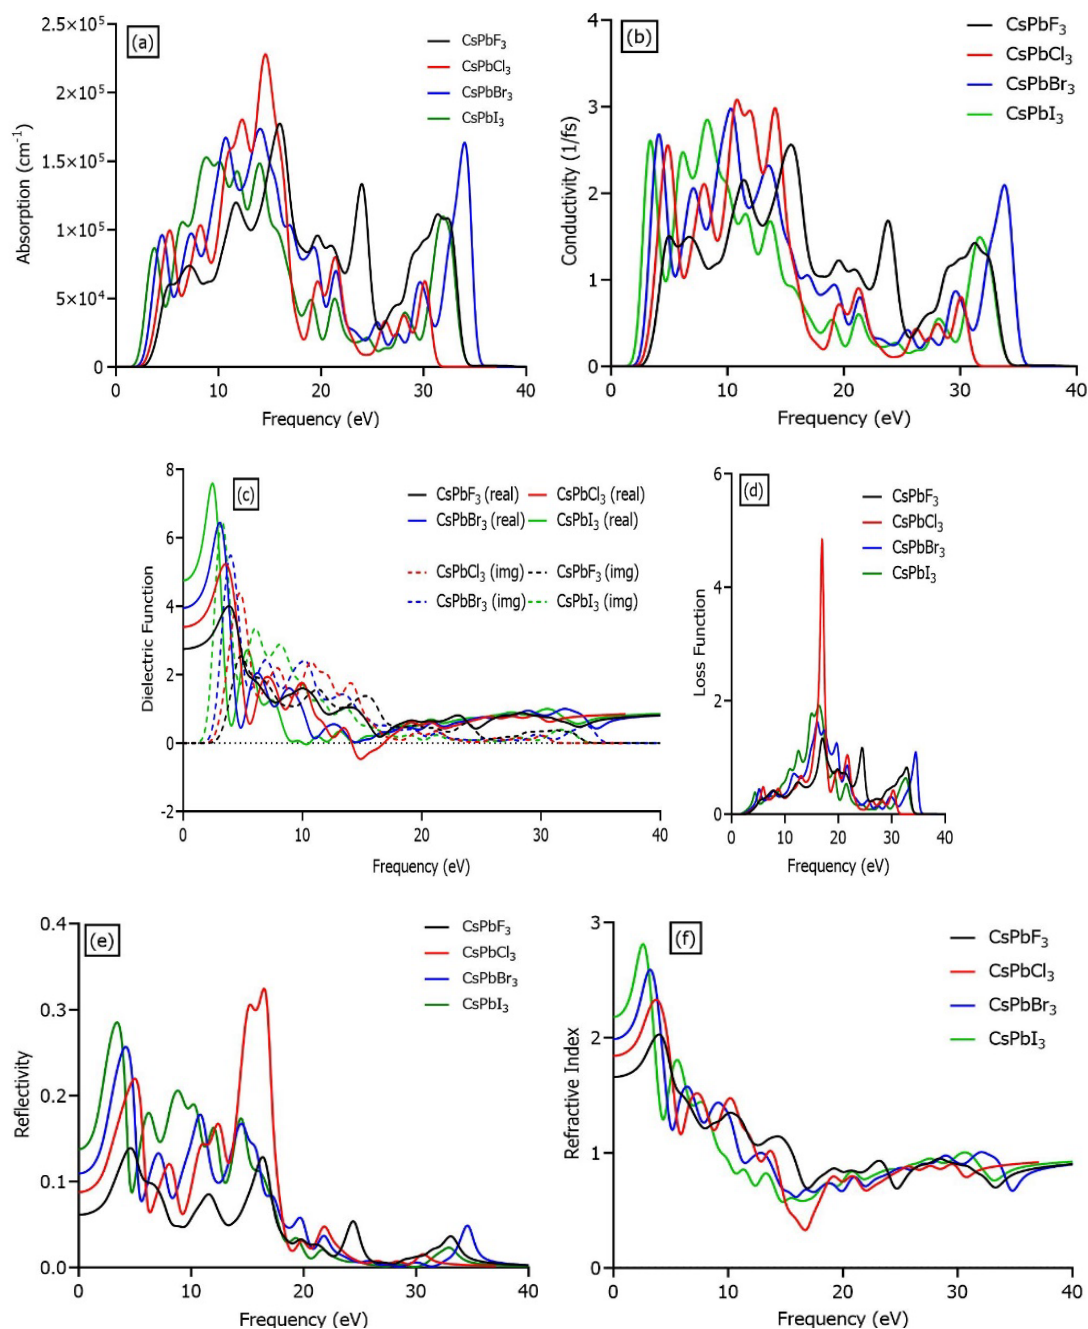 (a)
Absorption (cm⁻¹)
2.5×10⁵
2×10⁵
1.5×10⁵
1×10⁵
5×10⁴
0
0 10 20 30 40
Frequency (eV)
CsPbF₃
CsPbCl₃
CsPbBr₃
CsPbI₃
(b)
Conductivity (1/fs)
4
3
2
1
0
0 10 20 30 40
Frequency (eV)
CsPbF₃
CsPbCl₃
CsPbBr₃
CsPbI₃
(c)
Dielectric Function
8
6
4
2
0
-2
0 10 20 30 40
Frequency (eV)
CsPbF₃ (real) CsPbCl₃ (real)
CsPbBr₃ (real) CsPbI₃ (real)
CsPbCl₃ (img) CsPbF₃ (img)
CsPbBr₃ (img) CsPbI₃ (img)
(d)
Loss Function
6
4
2
0
0 10 20 30 40
Frequency (eV)
CsPbF₃
CsPbCl₃
CsPbBr₃
CsPbI₃
(e)
Reflectivity
0.4
0.3
0.2
0.1
0.0
0 10 20 30 40
Frequency (eV)
CsPbF₃
CsPbCl₃
CsPbBr₃
CsPbI₃
(f)
Refractive Index
3
2
1
0
0 10 20 30 40
Frequency (eV)
CsPbF₃
CsPbCl₃
CsPbBr₃
CsPbI₃